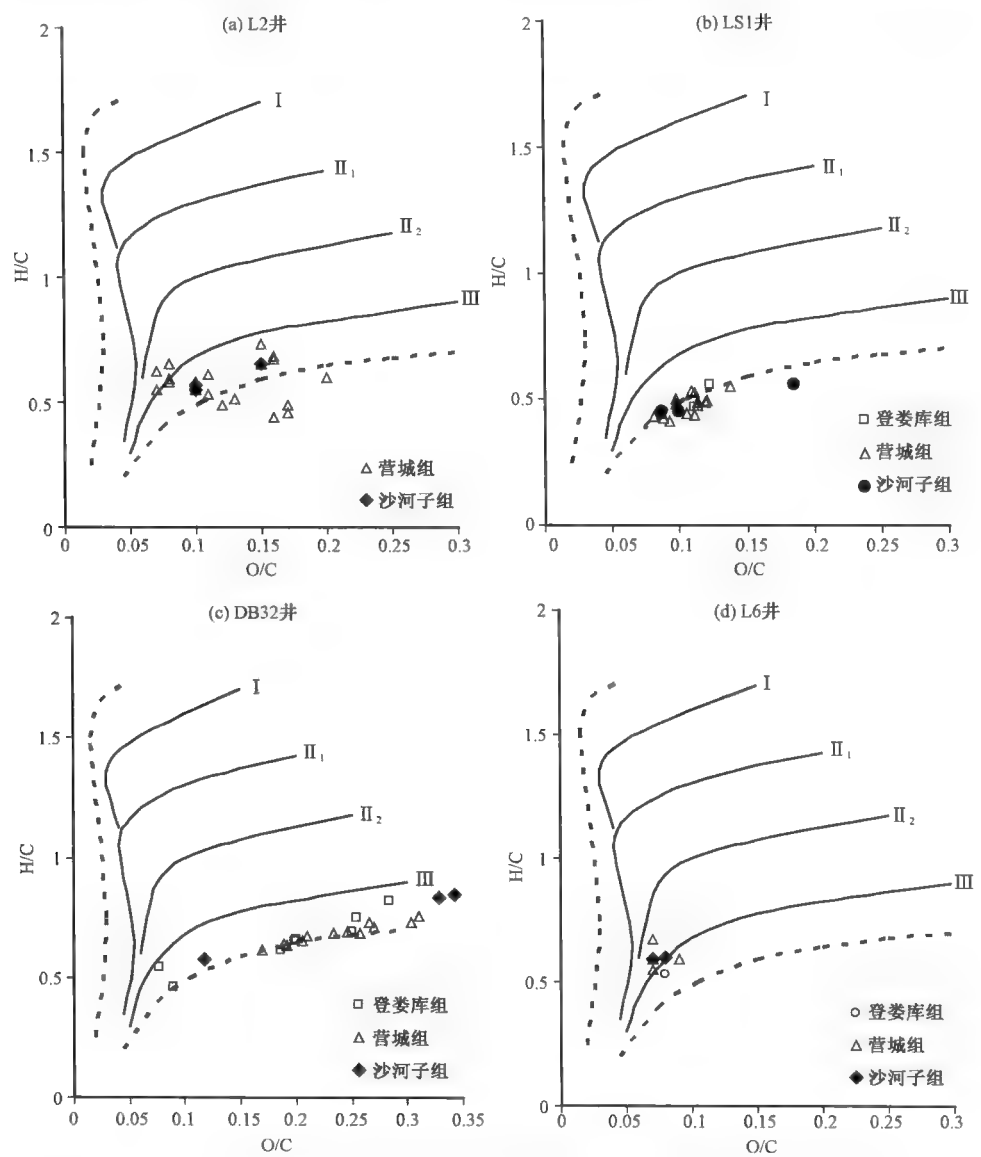 (a) L2井
2
1.5
1
0.5
0
H/C
I
II₁
II₂
III
△ 营城组
◆ 沙河子组
0
0.05
0.1
0.15
0.2
0.25
0.3
O/C
(b) LS1井
2
1.5
1
0.5
0
H/C
I
II₁
II₂
III
□ 登娄库组
△ 营城组
● 沙河子组
0
0.05
0.1
0.15
0.2
0.25
0.3
O/C
(c) DB32井
2
1.5
1
0.5
0
H/C
I
II₁
II₂
III
□ 登娄库组
△ 营城组
◆ 沙河子组
0
0.05
0.1
0.15
0.2
0.25
0.3
0.35
O/C
(d) L6井
2
1.5
1
0.5
0
H/C
I
II₁
II₂
III
○ 登娄库组
△ 营城组
◆ 沙河子组
0
0.05
0.1
0.15
0.2
0.25
0.3
O/C